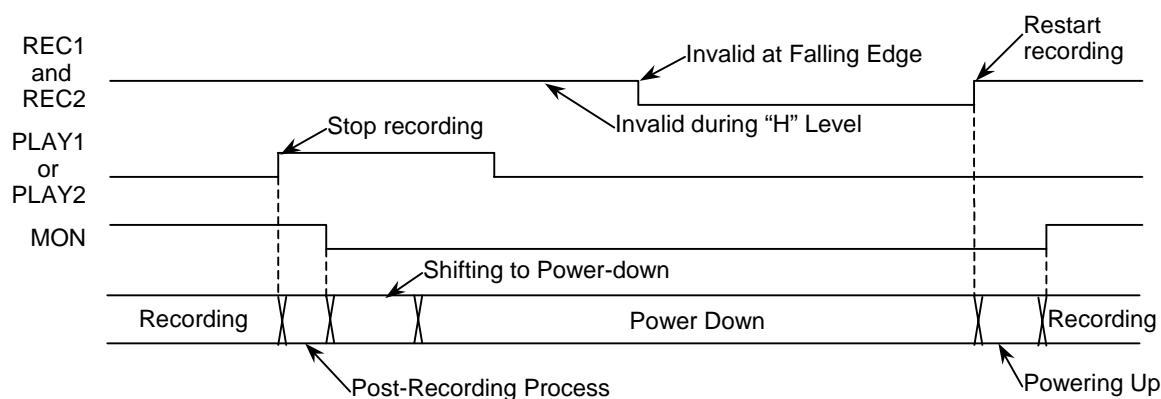 REC1
and
REC2
Restart
recording
Invalid at Falling Edge
Invalid during “H” Level
PLAY1
or
PLAY2
Stop recording
MON
Shifting to Power-down
Recording
Power Down
Recording
Post-Recording Process
Powering Up